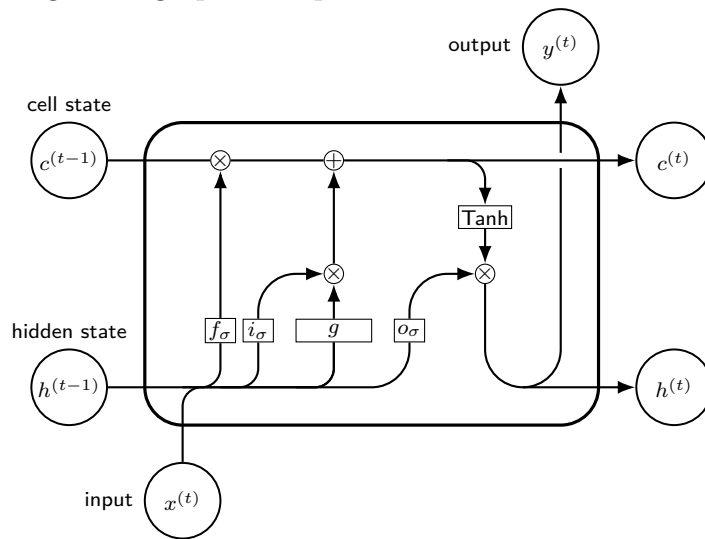 output
y^{(t)}
cell state
c^{(t−1)}
×
+
c^{(t)}
Tanh
×
×
hidden state
f_σ
i_σ
g
o_σ
h^{(t−1)}
h^{(t)}
input
x^{(t)}